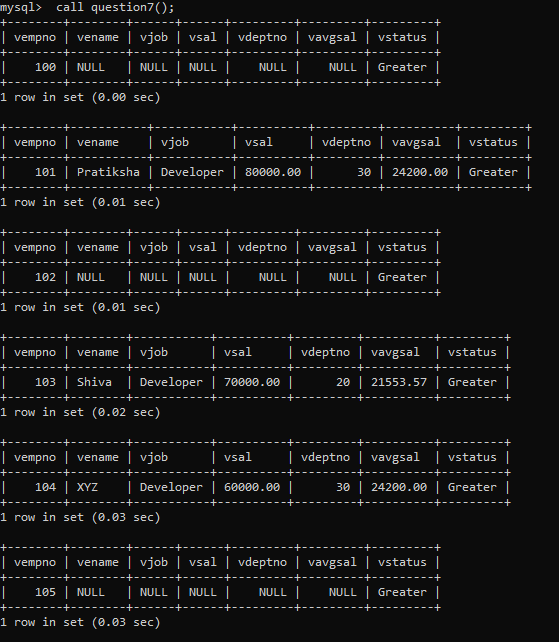 mysql>  call question7();
+--------+--------+------+------+---------+---------+---------+
| vempno | vename | vjob | vsal | vdeptno | vavgsal | vstatus |
+--------+--------+------+------+---------+---------+---------+
|    100 | NULL   | NULL | NULL |    NULL |    NULL | Greater |
+--------+--------+------+------+---------+---------+---------+
1 row in set (0.00 sec)
+--------+-----------+-----------+----------+---------+----------+---------+
| vempno | vename    | vjob      | vsal     | vdeptno | vavgsal  | vstatus |
+--------+-----------+-----------+----------+---------+----------+---------+
|    101 | Pratiksha | Developer | 80000.00 |      30 | 24200.00 | Greater |
+--------+-----------+-----------+----------+---------+----------+---------+
1 row in set (0.01 sec)
+--------+--------+------+------+---------+---------+---------+
| vempno | vename | vjob | vsal | vdeptno | vavgsal | vstatus |
+--------+--------+------+------+---------+---------+---------+
|    102 | NULL   | NULL | NULL |    NULL |    NULL | Greater |
+--------+--------+------+------+---------+---------+---------+
1 row in set (0.01 sec)
+--------+--------+-----------+----------+---------+----------+---------+
| vempno | vename | vjob      | vsal     | vdeptno | vavgsal  | vstatus |
+--------+--------+-----------+----------+---------+----------+---------+
|    103 | Shiva  | Developer | 70000.00 |      20 | 21553.57 | Greater |
+--------+--------+-----------+----------+---------+----------+---------+
1 row in set (0.02 sec)
+--------+--------+-----------+----------+---------+----------+---------+
| vempno | vename | vjob      | vsal     | vdeptno | vavgsal  | vstatus |
+--------+--------+-----------+----------+---------+----------+---------+
|    104 | XYZ    | Developer | 60000.00 |      30 | 24200.00 | Greater |
+--------+--------+-----------+----------+---------+----------+---------+
1 row in set (0.03 sec)
+--------+--------+------+------+---------+---------+---------+
| vempno | vename | vjob | vsal | vdeptno | vavgsal | vstatus |
+--------+--------+------+------+---------+---------+---------+
|    105 | NULL   | NULL | NULL |    NULL |    NULL | Greater |
+--------+--------+------+------+---------+---------+---------+
1 row in set (0.03 sec)